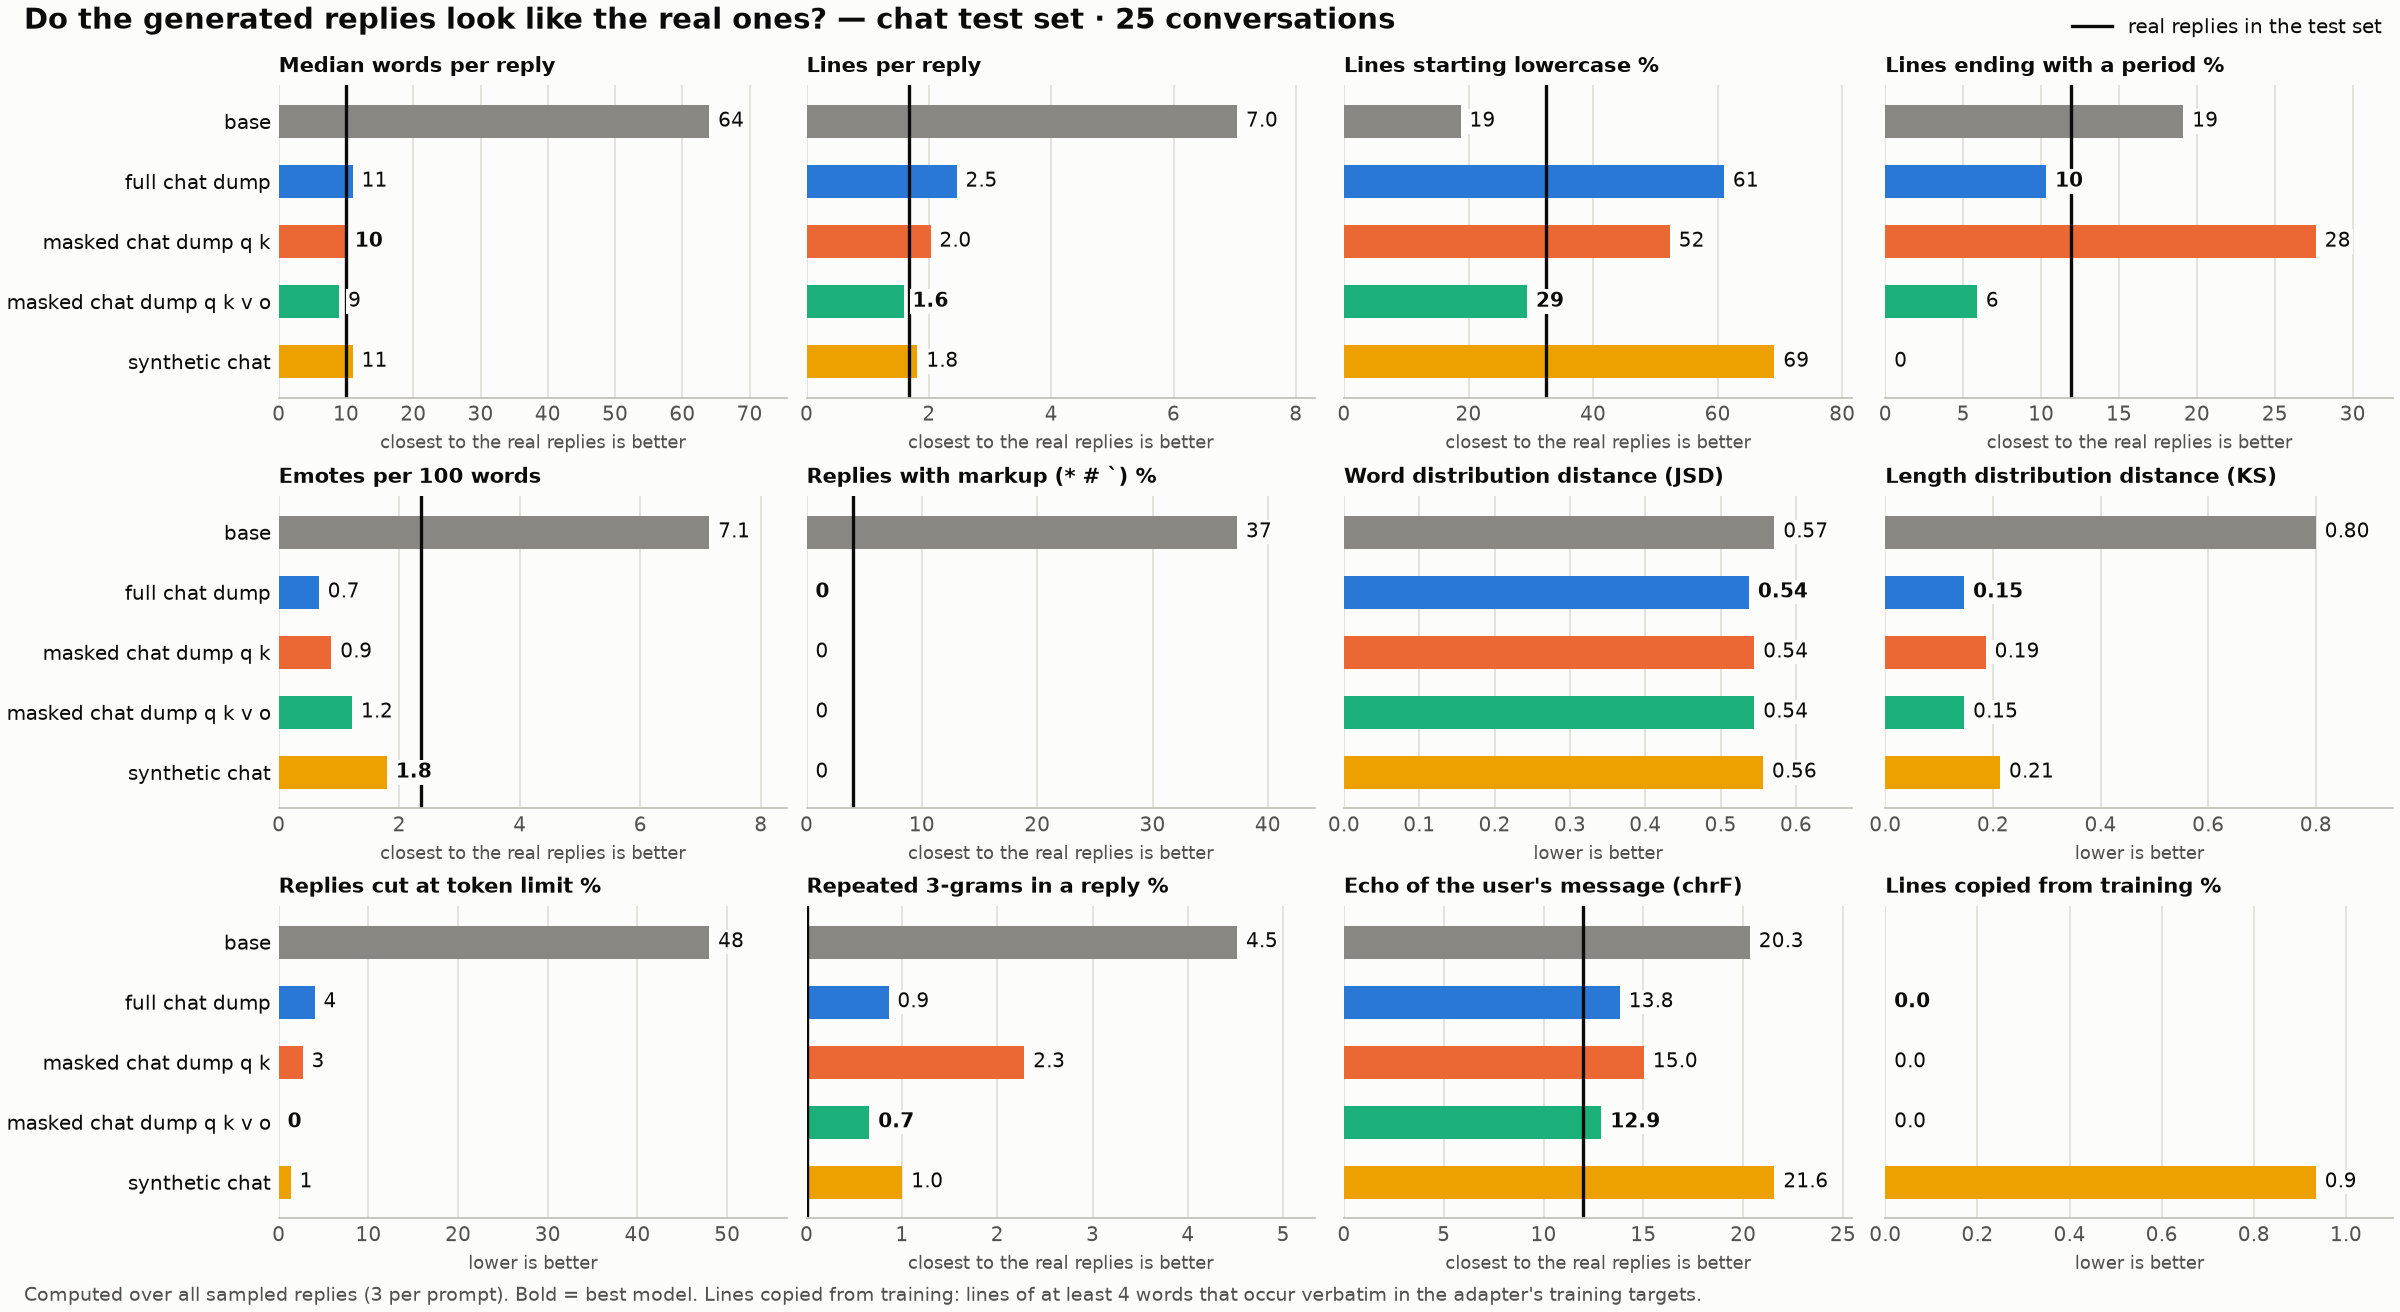 Do the generated replies look like the real ones? — chat test set · 25 conversations
real replies in the test set
Median words per reply
base
full chat dump
masked chat dump q k
masked chat dump q k v o
synthetic chat
64
11
10
9
11
0 10 20 30 40 50 60 70
closest to the real replies is better
Lines per reply
7.0
2.5
2.0
1.6
1.8
0 2 4 6 8
closest to the real replies is better
Lines starting lowercase %
19
61
52
29
69
0 20 40 60 80
closest to the real replies is better
Lines ending with a period %
19
10
28
6
0
0 5 10 15 20 25 30
closest to the real replies is better
Emotes per 100 words
base
full chat dump
masked chat dump q k
masked chat dump q k v o
synthetic chat
7.1
0.7
0.9
1.2
1.8
0 2 4 6 8
closest to the real replies is better
Replies with markup (* # `) %
37
0
0
0
0
0 10 20 30 40
closest to the real replies is better
Word distribution distance (JSD)
0.57
0.54
0.54
0.54
0.56
0.0 0.1 0.2 0.3 0.4 0.5 0.6
lower is better
Length distribution distance (KS)
0.80
0.15
0.19
0.15
0.21
0.0 0.2 0.4 0.6 0.8
lower is better
Replies cut at token limit %
base
full chat dump
masked chat dump q k
masked chat dump q k v o
synthetic chat
48
4
3
0
1
0 10 20 30 40 50
lower is better
Repeated 3-grams in a reply %
4.5
0.9
2.3
0.7
1.0
0 1 2 3 4 5
closest to the real replies is better
Echo of the user's message (chrF)
20.3
13.8
15.0
12.9
21.6
0 5 10 15 20 25
closest to the real replies is better
Lines copied from training %
0.0
0.0
0.0
0.9
0.0 0.2 0.4 0.6 0.8 1.0
lower is better
Computed over all sampled replies (3 per prompt). Bold = best model. Lines copied from training: lines of at least 4 words that occur verbatim in the adapter's training targets.